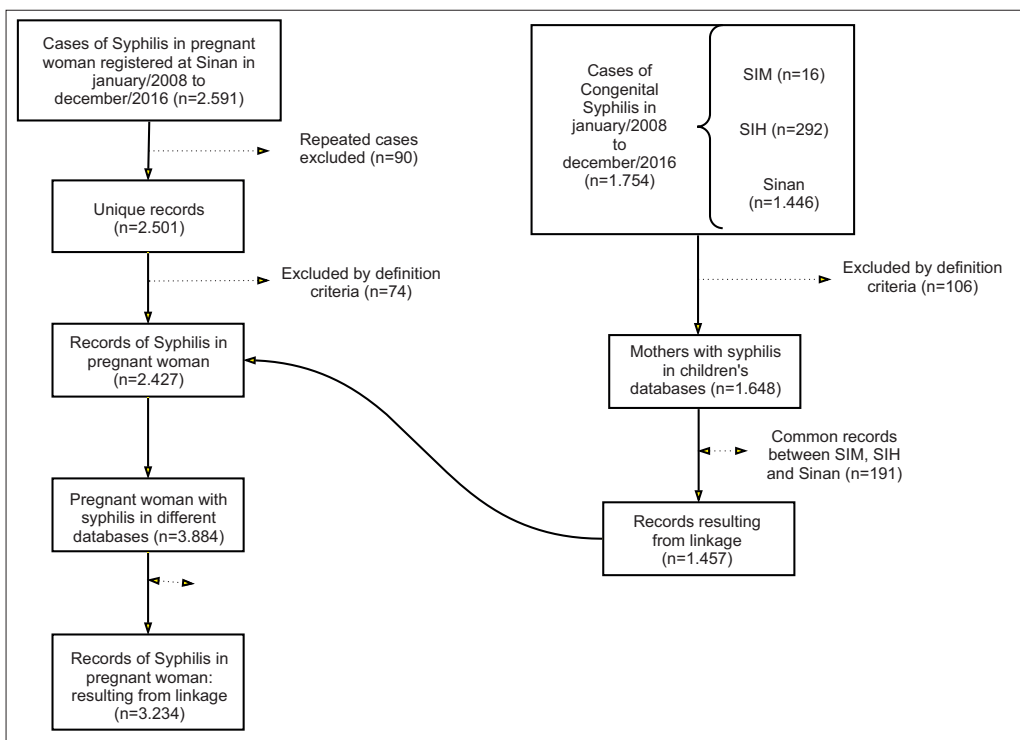 Cases of Syphilis in pregnant
woman registered at Sinan in
january/2008 to
december/2016 (n=2.591)
Repeated cases
excluded (n=90)
Unique records
(n=2.501)
Excluded by definition
criteria (n=74)
Records of Syphilis in
pregnant woman
(n=2.427)
Pregnant woman with
syphilis in different
databases (n=3.884)
Records of Syphilis in
pregnant woman:
resulting from linkage
(n=3.234)
Cases of
Congenital
Syphilis in
january/2008
to
december/2016
(n=1.754)
SIM (n=16)
SIH (n=292)
Sinan
(n=1.446)
Excluded by definition
criteria (n=106)
Mothers with syphilis
in children's
databases (n=1.648)
Common records
between SIM, SIH
and Sinan (n=191)
Records resulting
from linkage
(n=1.457)